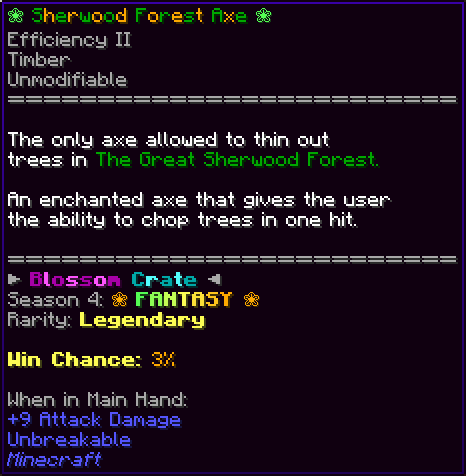 ❀ Sherwood Forest Axe ❀
Efficiency II
Timber
Unmodifiable
==============================
The only axe allowed to thin out
trees in The Great Sherwood Forest.
An enchanted axe that gives the user
the ability to chop trees in one hit.
==============================
► Blossom Crate ◄
Season 4: ❀ FANTASY ❀
Rarity: Legendary
Win Chance: 3%
When in Main Hand:
+9 Attack Damage
Unbreakable
Minecraft